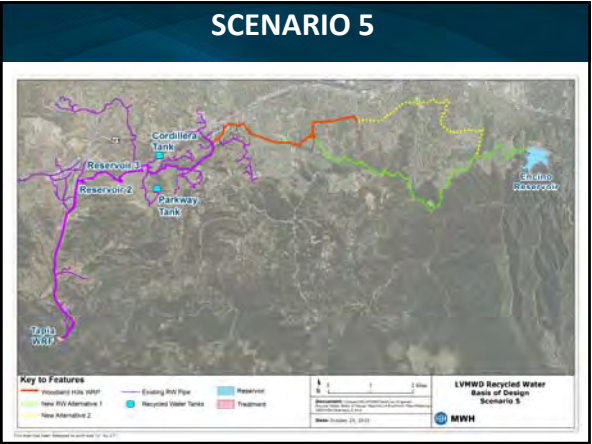 SCENARIO 5
Cordillera
Tank
Reservoir-3
Reservoir-2
Parkway
Tank
Encino
Reservoir
Tapia
WRF
Key to Features
Woodland Hills WRP
New RW Alternative 1
New Alternative 2
Existing RW Pipe
Recycled Water Tanks
Reservoir
Treatment
2 Miles
LVMWD Recycled Water
Basis of Design
Scenario 5
MWH